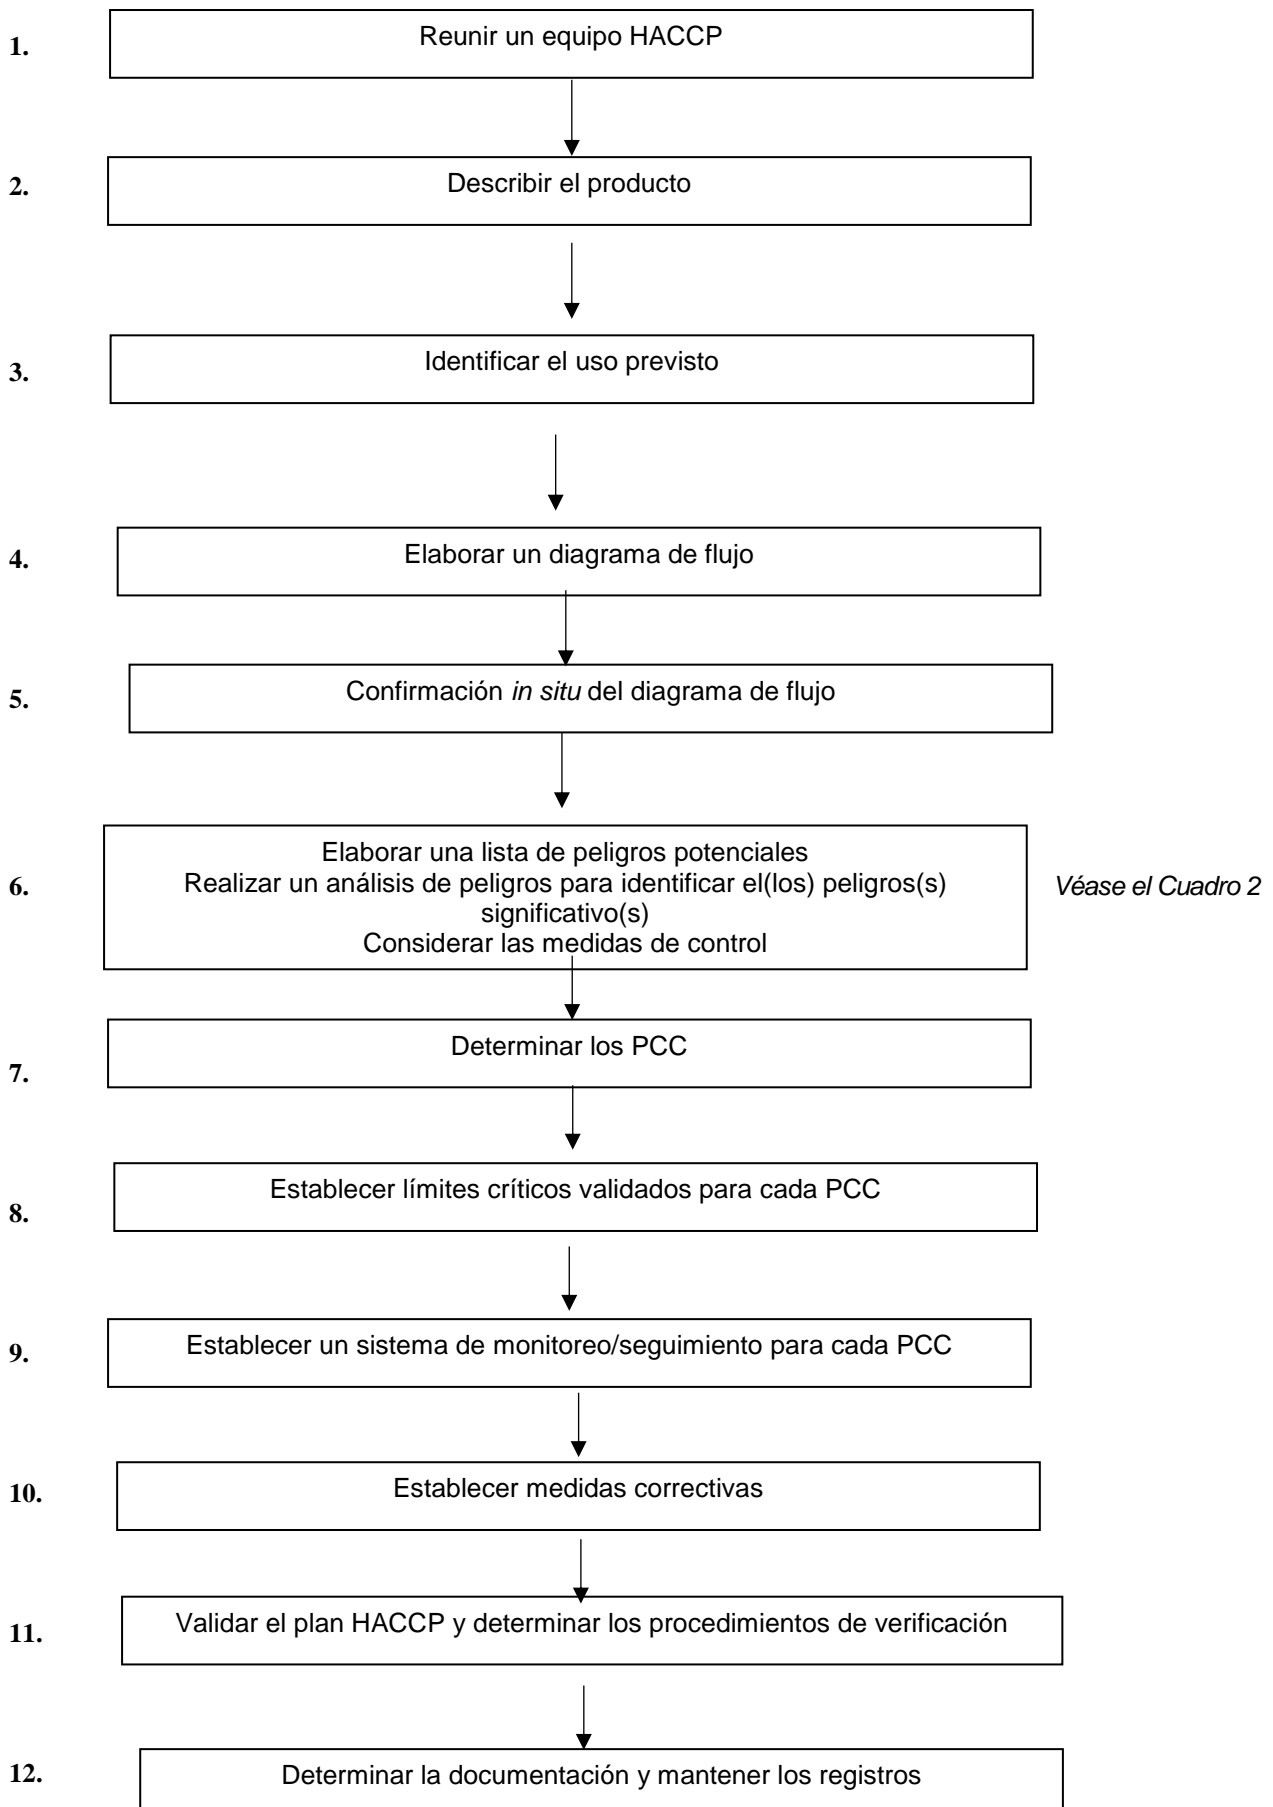 1. Reunir un equipo HACCP
2. Describir el producto
3. Identificar el uso previsto
4. Elaborar un diagrama de flujo
5. Confirmación in situ del diagrama de flujo
Elaborar una lista de peligros potenciales
6. Realizar un análisis de peligros para identificar el(los) peligros(s) Véase el Cuadro 2
significativo(s)
Considerar las medidas de control
7. Determinar los PCC
8. Establecer límites críticos validados para cada PCC
9. Establecer un sistema de monitoreo/seguimiento para cada PCC
10. Establecer medidas correctivas
11. Validar el plan HACCP y determinar los procedimientos de verificación
12. Determinar la documentación y mantener los registros